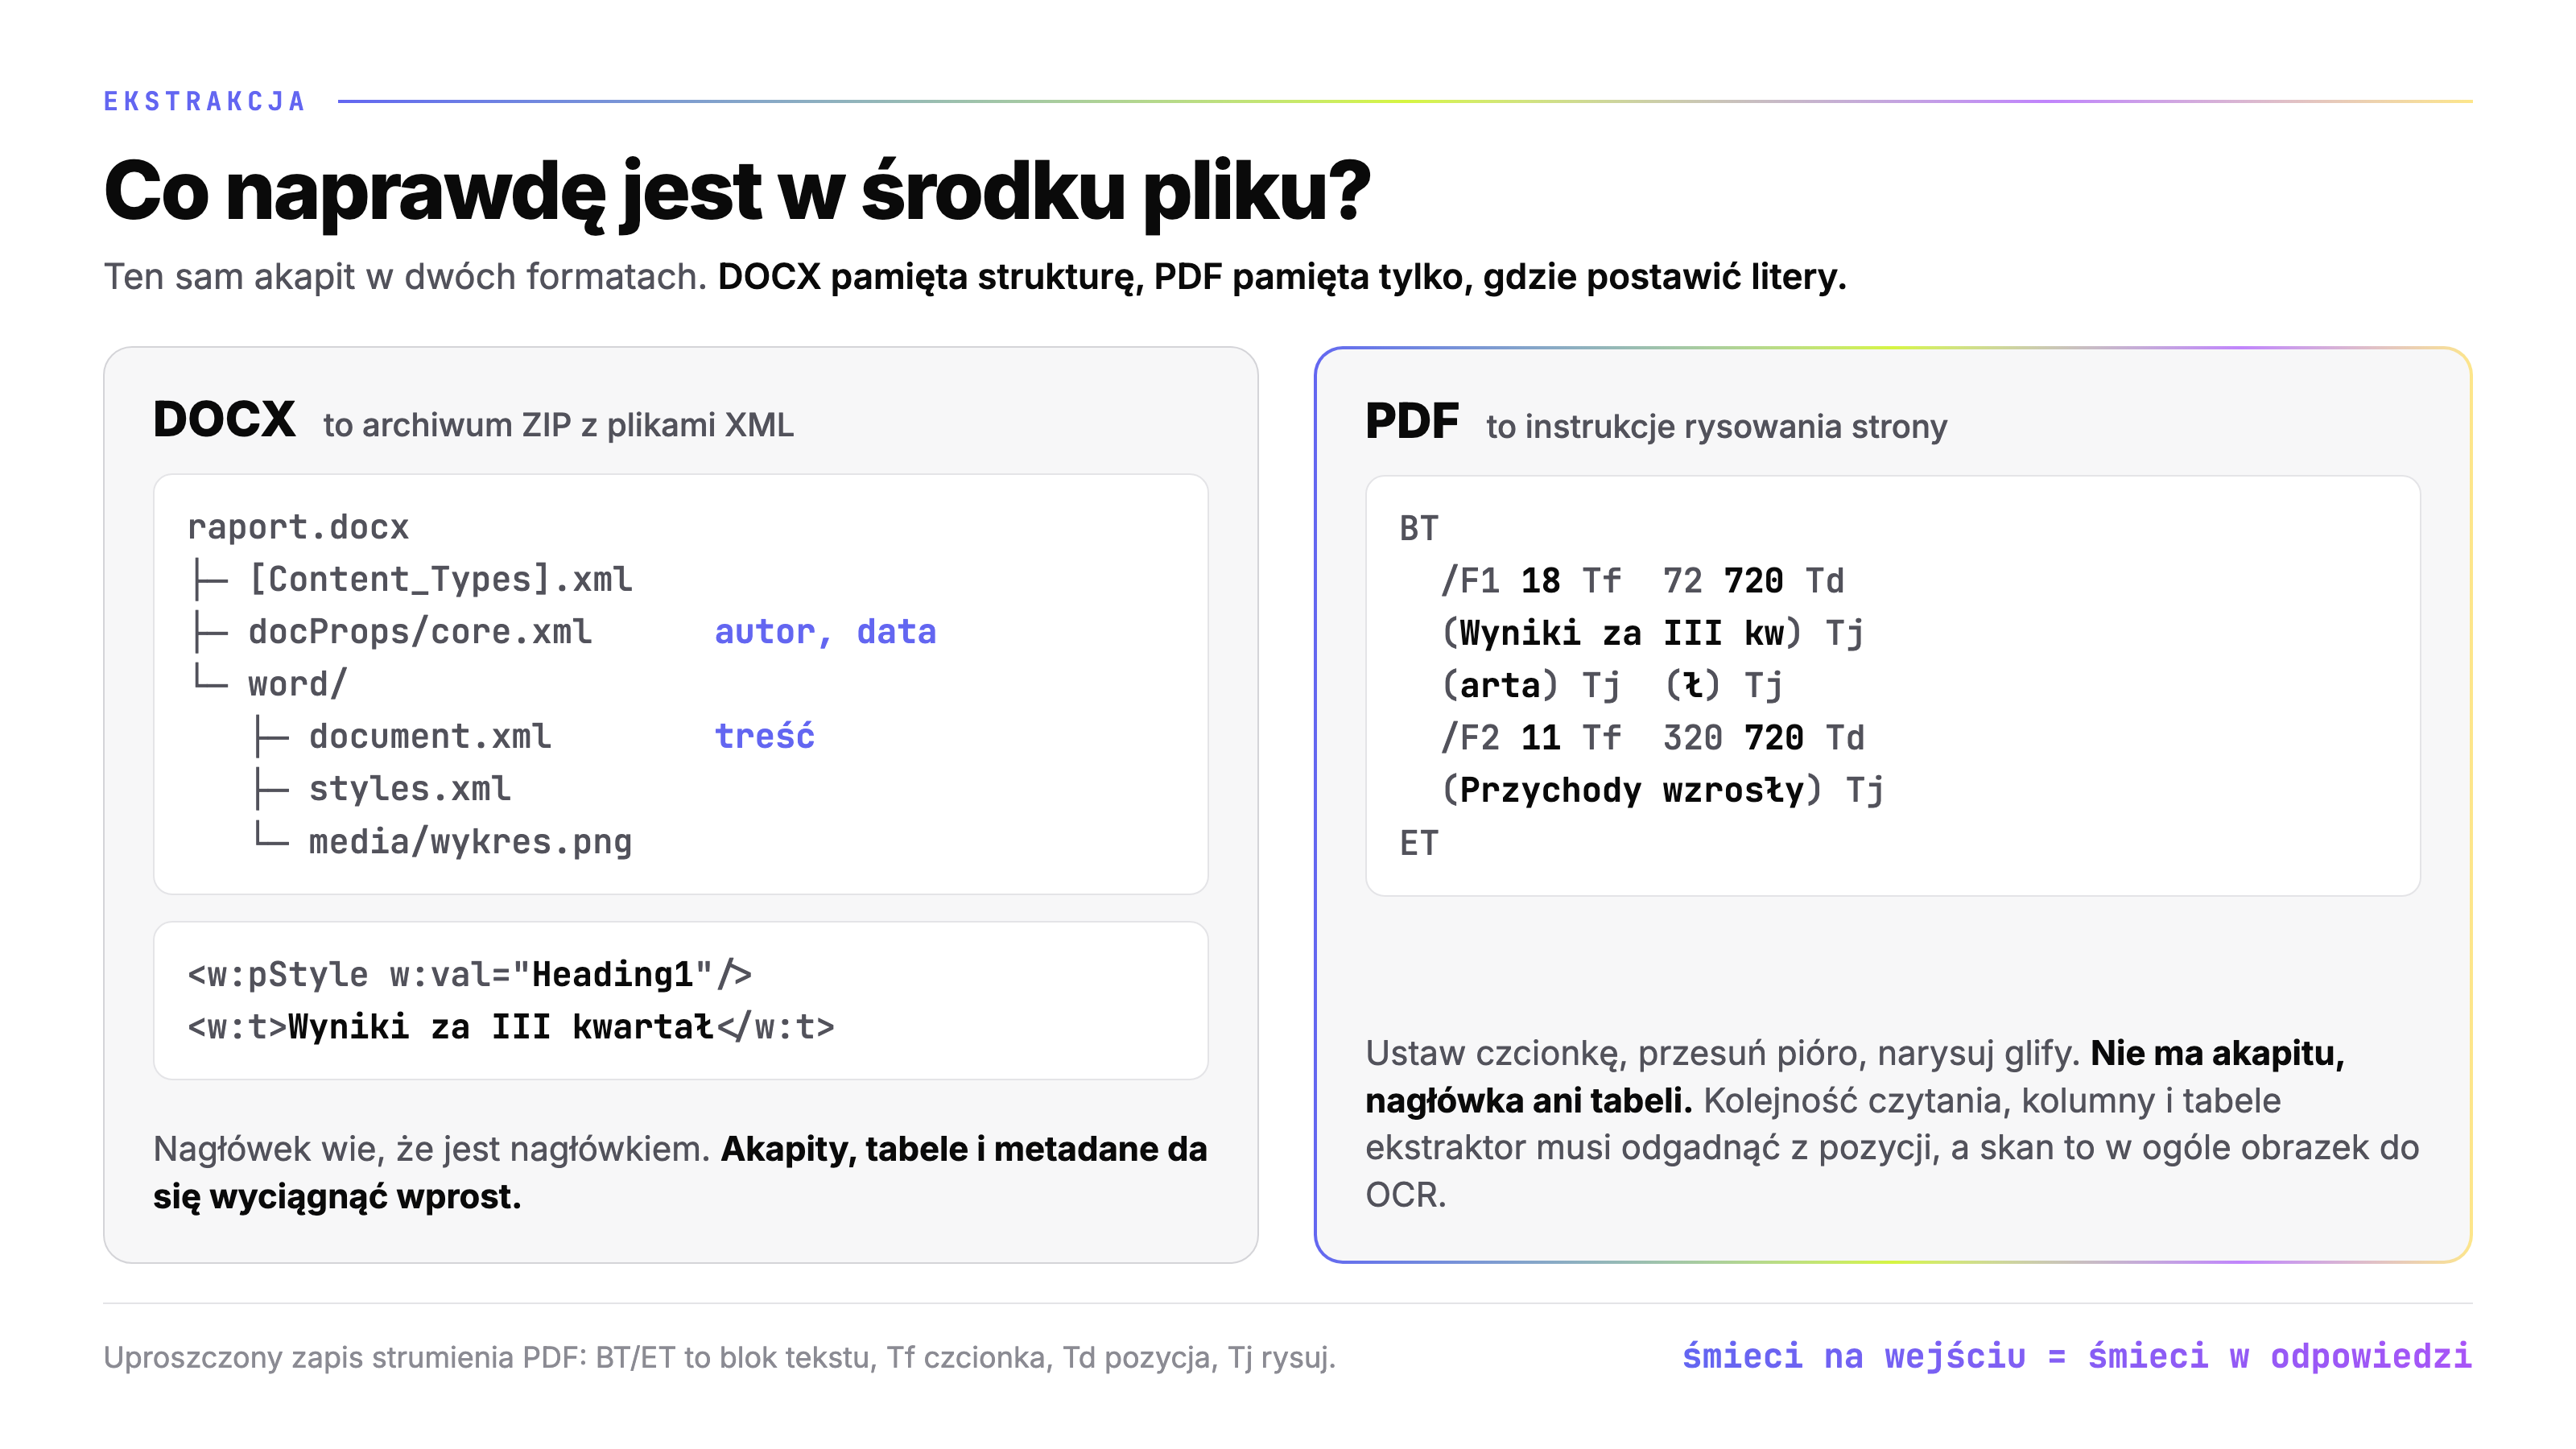 EKSTRAKCJA
Co naprawdę jest w środku pliku?
Ten sam akapit w dwóch formatach. DOCX pamięta strukturę, PDF pamięta tylko, gdzie postawić litery.
DOCX to archiwum ZIP z plikami XML
raport.docx
├─ [Content_Types].xml
├─ docProps/core.xml      autor, data
└─ word/
   ├─ document.xml        treść
   ├─ styles.xml
   └─ media/wykres.png
<w:pStyle w:val="Heading1"/>
<w:t>Wyniki za III kwartał</w:t>
Nagłówek wie, że jest nagłówkiem. Akapity, tabele i metadane da
się wyciągnąć wprost.
PDF to instrukcje rysowania strony
BT
  /F1 18 Tf  72 720 Td
  (Wyniki za III kw) Tj
  (arta) Tj  (ł) Tj
  /F2 11 Tf  320 720 Td
  (Przychody wzrosły) Tj
ET
Ustaw czcionkę, przesuń pióro, narysuj glify. Nie ma akapitu,
nagłówka ani tabeli. Kolejność czytania, kolumny i tabele
ekstraktor musi odgadnąć z pozycji, a skan to w ogóle obrazek do
OCR.
Uproszczony zapis strumienia PDF: BT/ET to blok tekstu, Tf czcionka, Td pozycja, Tj rysuj.
śmieci na wejściu = śmieci w odpowiedzi